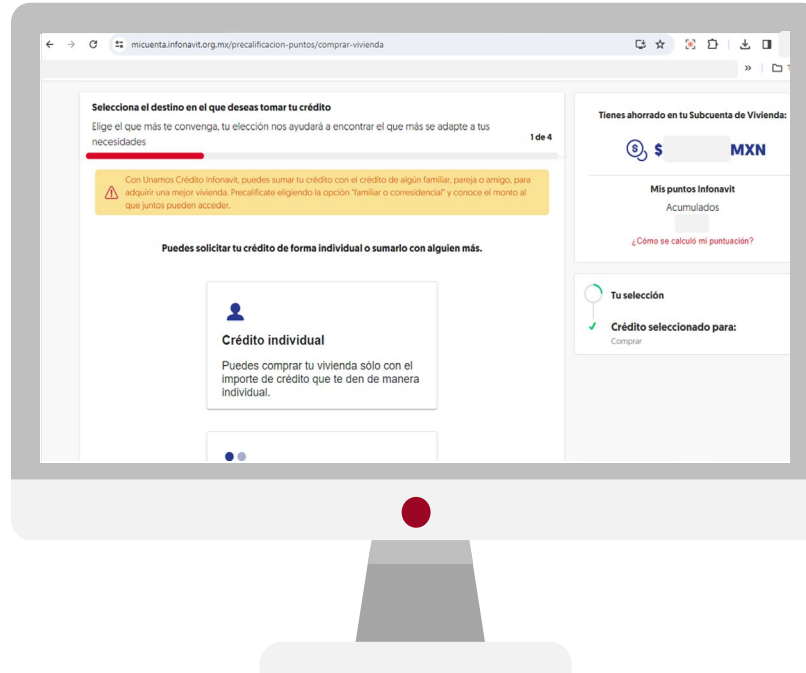 micuenta.infonavit.org.mx/precalificacion-puntos/comprar-vivienda
»
Selecciona el destino en el que deseas tomar tu crédito
Elige el que más te convenga, tu elección nos ayudará a encontrar el que más se adapte a tus
necesidades
1 de 4
Con Unamos Crédito Infonavit, puedes sumar tu crédito con el crédito de algún familiar, pareja o amigo, para
adquirir una mejor vivienda. Precalifícate eligiendo la opción "familiar o corresidencial" y conoce el monto al
que juntos pueden acceder.
Puedes solicitar tu crédito de forma individual o sumarlo con alguien más.
Crédito individual
Puedes comprar tu vivienda sólo con el
importe de crédito que te den de manera
individual.
Tienes ahorrado en tu Subcuenta de Vivienda:
$ MXN
Mis puntos Infonavit
Acumulados
¿Cómo se calculó mi puntuación?
Tu selección
Crédito seleccionado para:
Comprar